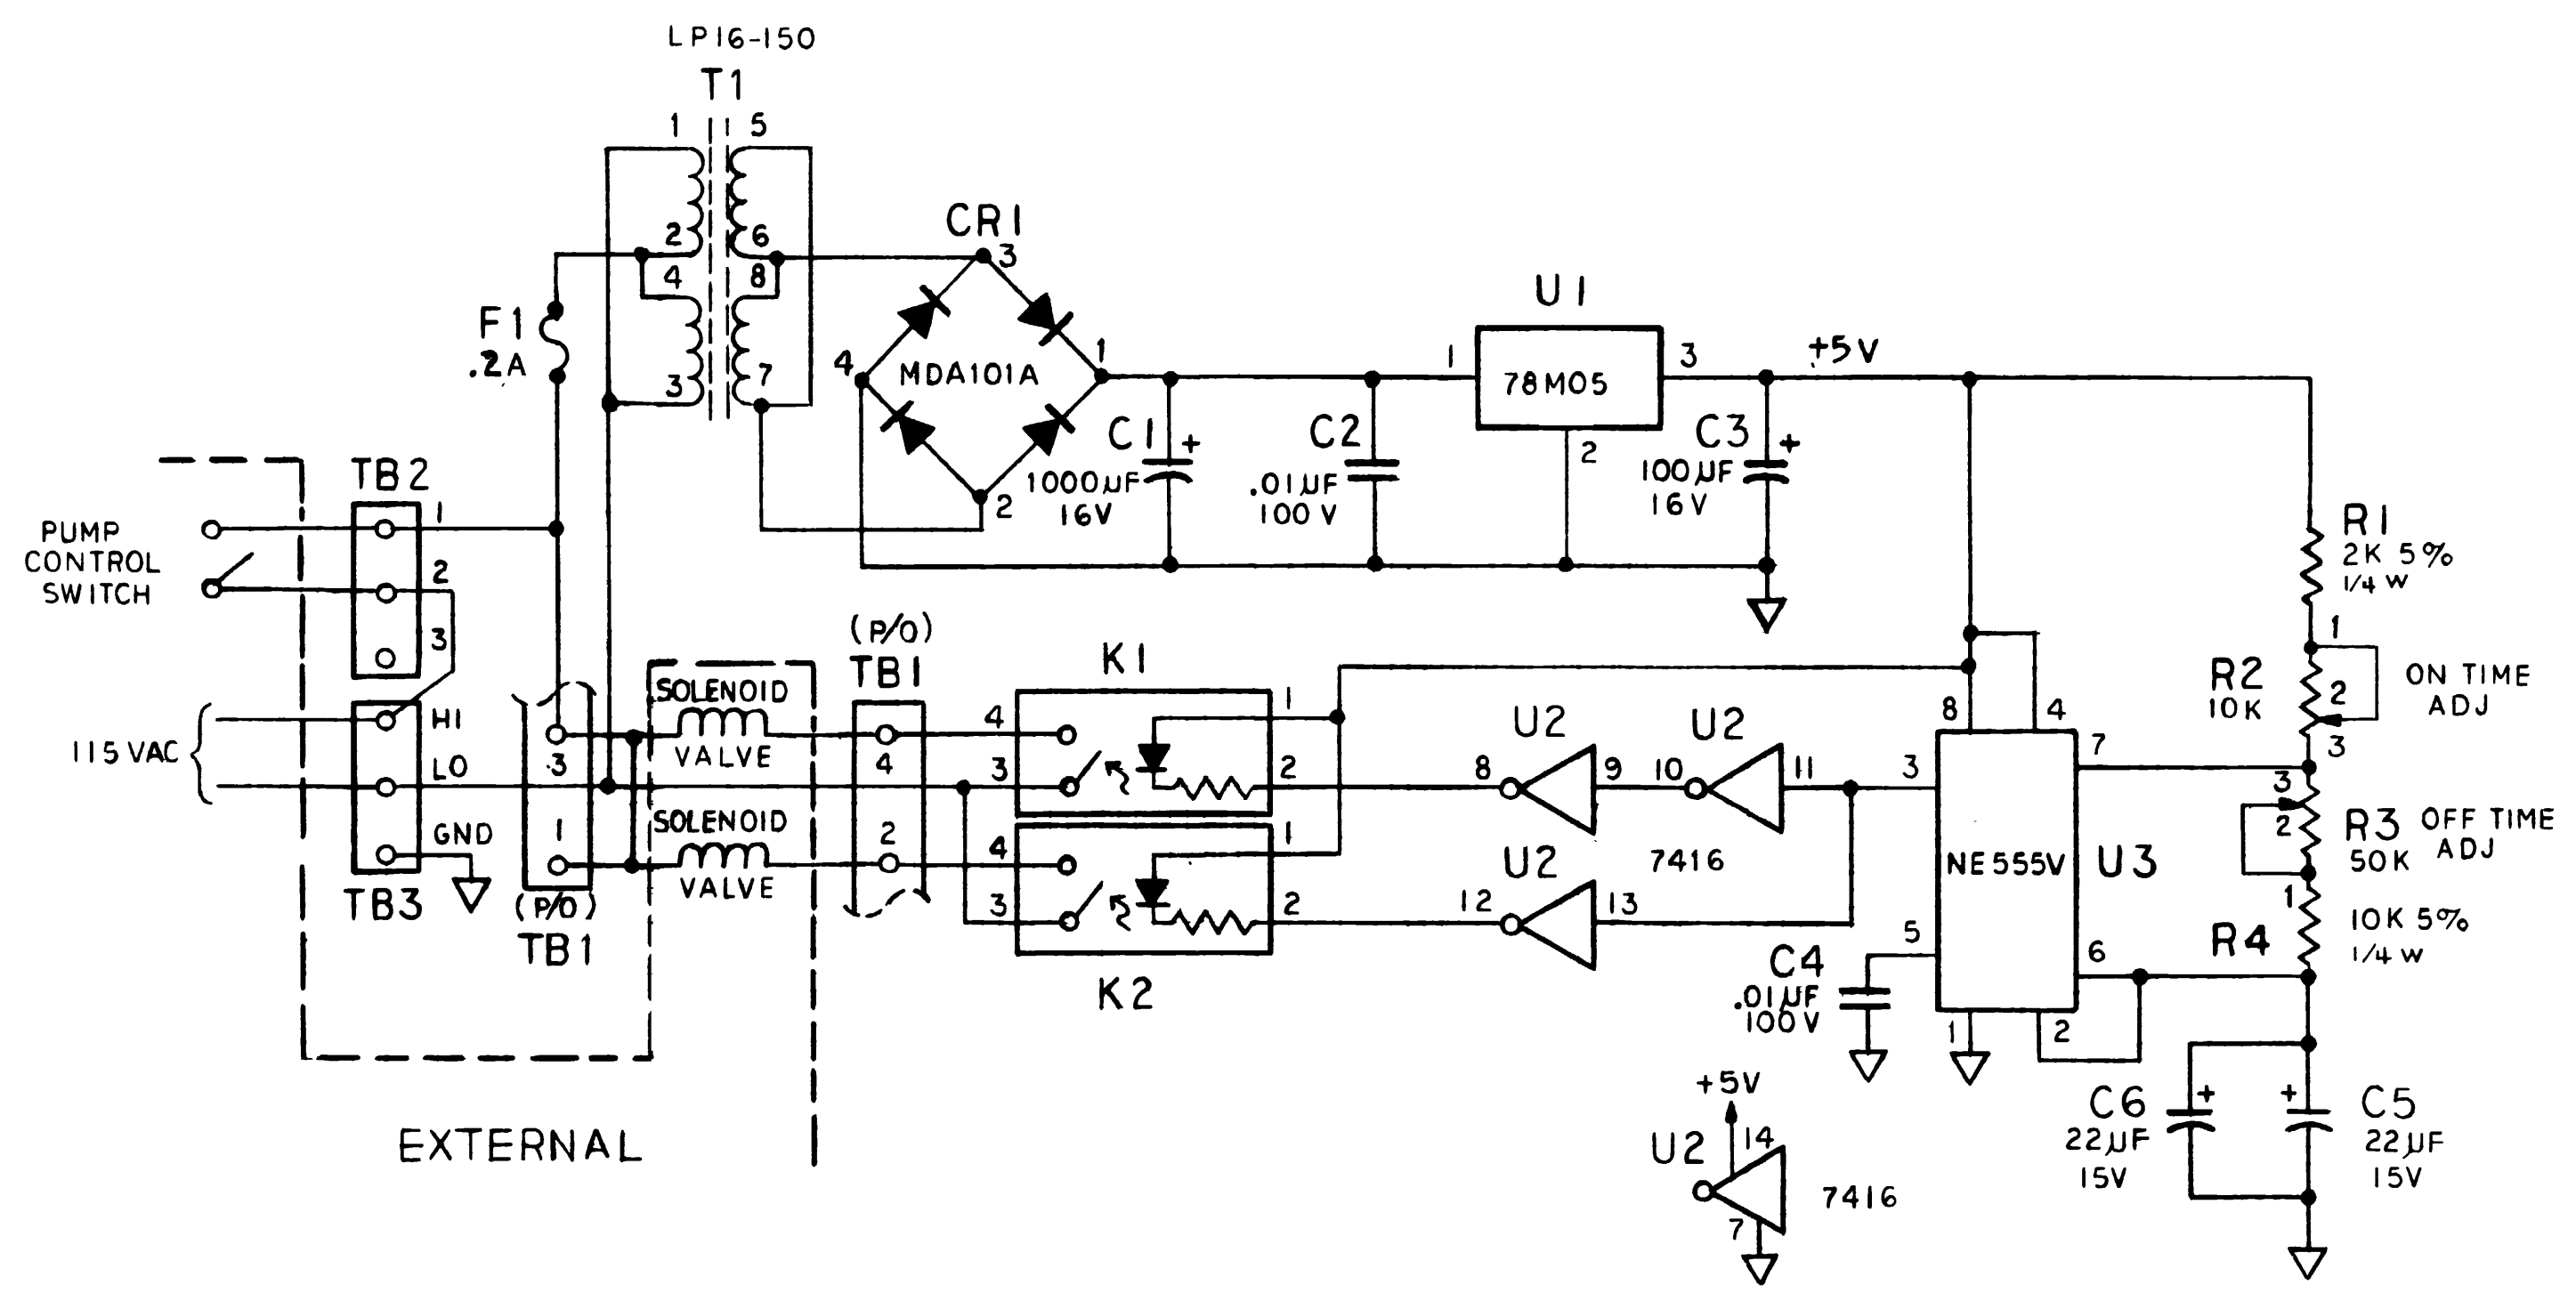 LP16-150
T1
1
5
2
6
4
8
3
7
CR1
3
4
MDA101A
1
2
F1
.2A
U1
1
78M05
3
2
+5V
C1
+
1000µF
16V
C2
.01µF
100V
C3
+
100µF
16V
R1
2K 5%
1/4 W
1
R2
10K
2
ON TIME
ADJ
3
TB2
1
2
3
PUMP
CONTROL
SWITCH
115 VAC
HI
LO
GND
TB3
.3
1
(P/O)
TB1
SOLENOID
VALVE
SOLENOID
VALVE
(P/O)
TB1
4
2
K1
4
3
1
2
4
3
1
2
K2
U2
8
9
U2
10
11
7416
U2
12
13
8
4
3
7
NE555V
U3
5
6
1
2
3
2
R3
50K
OFF TIME
ADJ
1
R4
10K 5%
1/4 W
C4
.01µF
100V
C6
+
22µF
15V
+
C5
22µF
15V
+5V
U2
14
7
7416
EXTERNAL